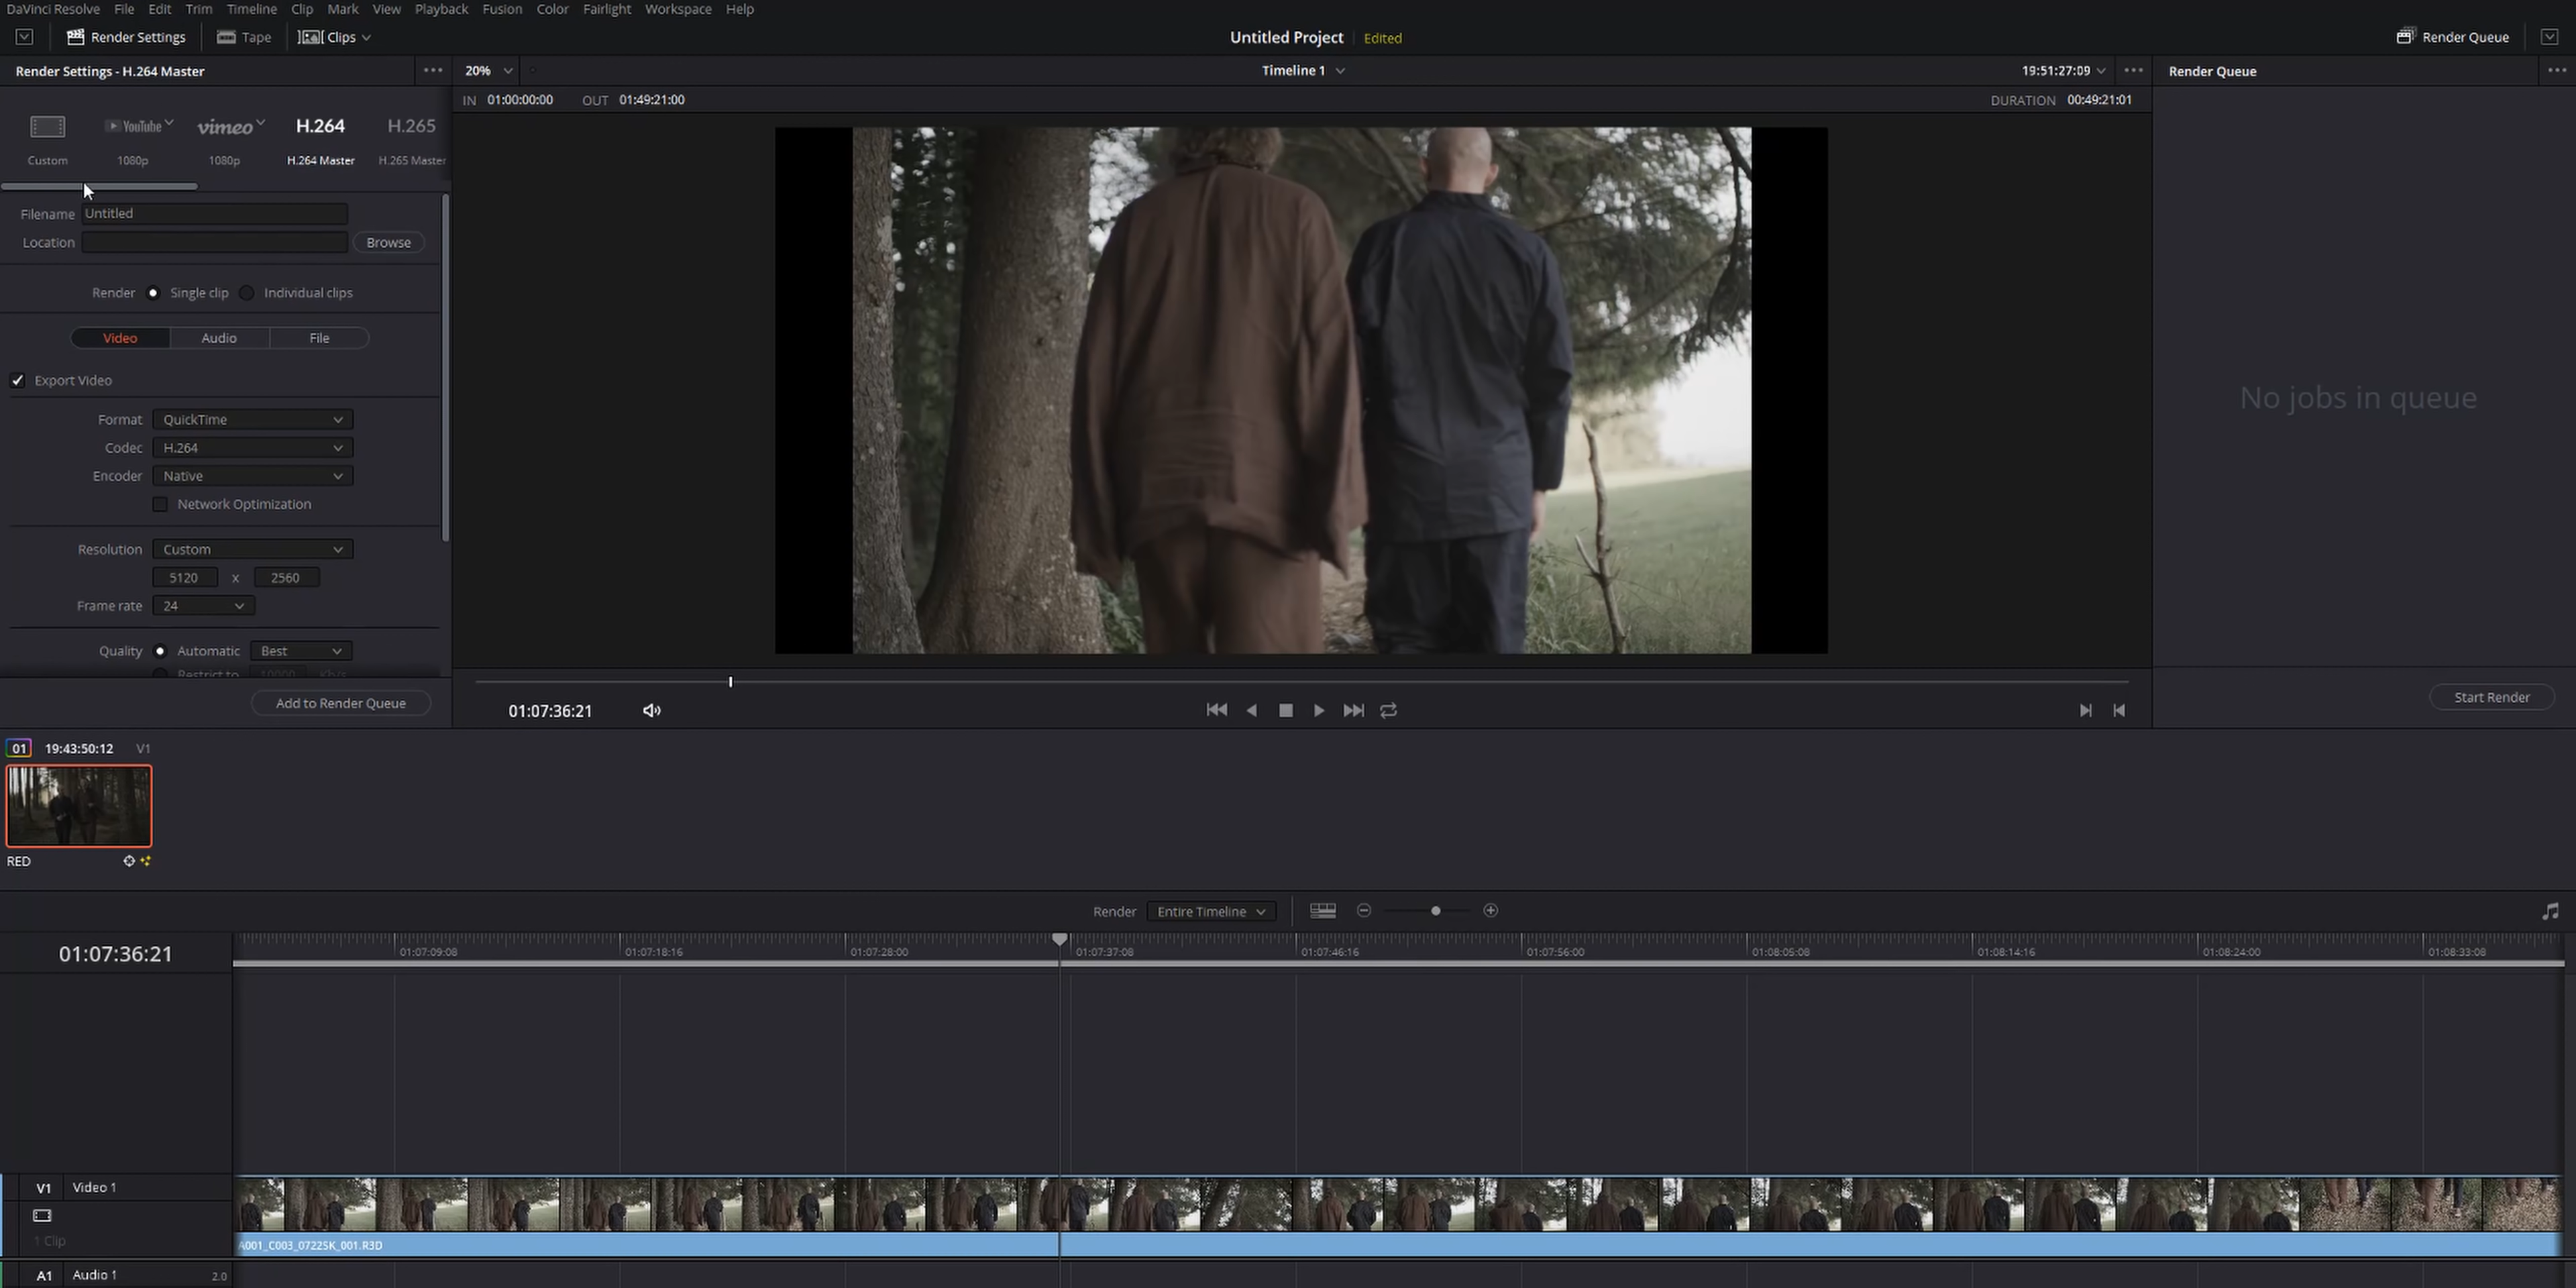 DaVinci Resolve File Edit Trim Timeline Clip Mark View Playback Fusion Color Fairlight Workspace Help
Render Settings Tape Clips Untitled Project Edited Render Queue
Render Settings - H.264 Master 20% Timeline 1 19:51:27:09 Render Queue
IN 01:00:00:00 OUT 01:49:21:00 DURATION 00:49:21:01
YouTube vimeo H.264 H.265
Custom 1080p 1080p H.264 Master H.265 Master
Filename Untitled
Location Browse
Render Single clip Individual clips
Video Audio File
Export Video
Format QuickTime
Codec H.264
Encoder Native
Network Optimization
Resolution Custom
5120 x 2560
Frame rate 24
Quality Automatic Best
Restrict to 10000 Kb/s
No jobs in queue
Add to Render Queue
01:07:36:21
Start Render
01 19:43:50:12 V1
RED
Render Entire Timeline
01:07:36:21
01:07:09:08 01:07:18:16 01:07:28:00 01:07:37:08 01:07:46:16 01:07:56:00 01:08:05:08 01:08:14:16 01:08:24:00 01:08:33:08
V1 Video 1
1 Clip
A001_C003_0722SK_001.R3D
A1 Audio 1 2.0